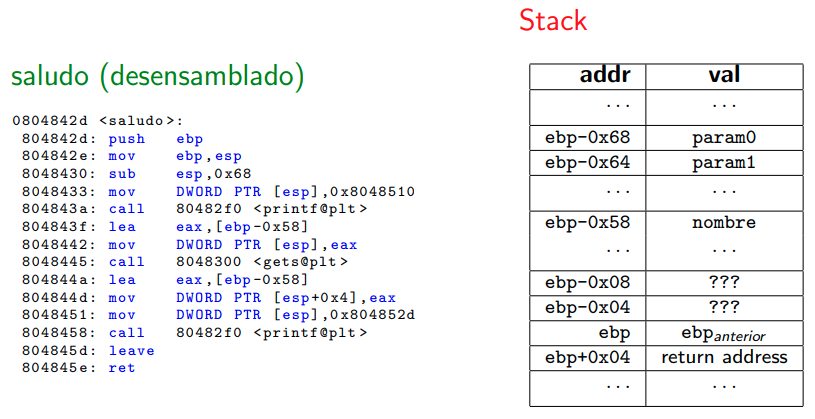 Stack
saludo (desensamblado)
0804842d <saludo>:
804842d: push ebp
804842e: mov ebp,esp
8048430: sub esp,0x68
8048433: mov DWORD PTR [esp],0x8048510
804843a: call 80482f0 <printf@plt>
804843f: lea eax,[ebp-0x58]
8048442: mov DWORD PTR [esp],eax
8048445: call 8048300 <gets@plt>
804844a: lea eax,[ebp-0x58]
804844d: mov DWORD PTR [esp+0x4],eax
8048451: mov DWORD PTR [esp],0x804852d
8048458: call 80482f0 <printf@plt>
804845d: leave
804845e: ret
addr val
... ...
ebp-0x68 param0
ebp-0x64 param1
... ...
ebp-0x58 nombre
... ...
ebp-0x08 ???
ebp-0x04 ???
ebp ebpanterior
ebp+0x04 return address
... ...